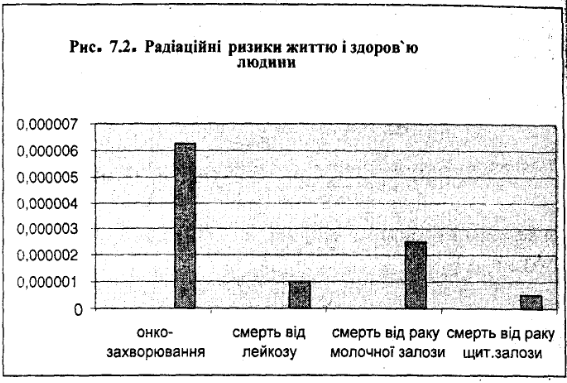 Рис. 7.2. Радіаційні ризики життю і здоров`ю
людини
0,000007
0,000006
0,000005
0,000004
0,000003
0,000002
0,000001
0
онко-
захворювання
смерть від
лейкозу
смерть від раку
молочної залози
смерть від раку
щит.залози